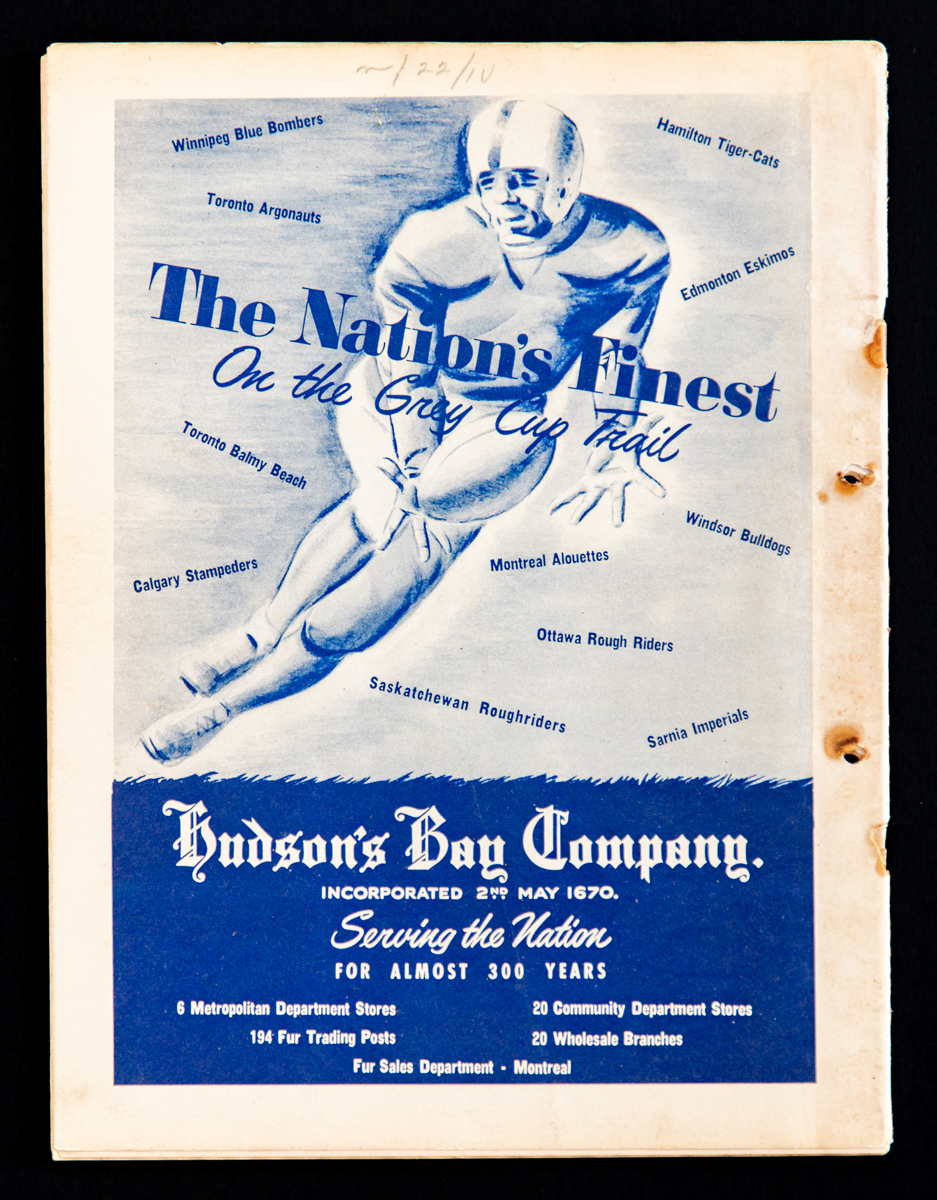 22/10
Winnipeg Blue Bombers
Hamilton Tiger-Cats
Toronto Argonauts
Edmonton Eskimos
The Nation's Finest
On the Grey Cup Trail
Toronto Balmy Beach
Windsor Bulldogs
Montreal Alouettes
Calgary Stampeders
Ottawa Rough Riders
Saskatchewan Roughriders
Sarnia Imperials
Hudson's Bay Company.
INCORPORATED 2ND MAY 1670.
Serving the Nation
FOR ALMOST 300 YEARS
6 Metropolitan Department Stores
20 Community Department Stores
194 Fur Trading Posts
20 Wholesale Branches
Fur Sales Department - Montreal